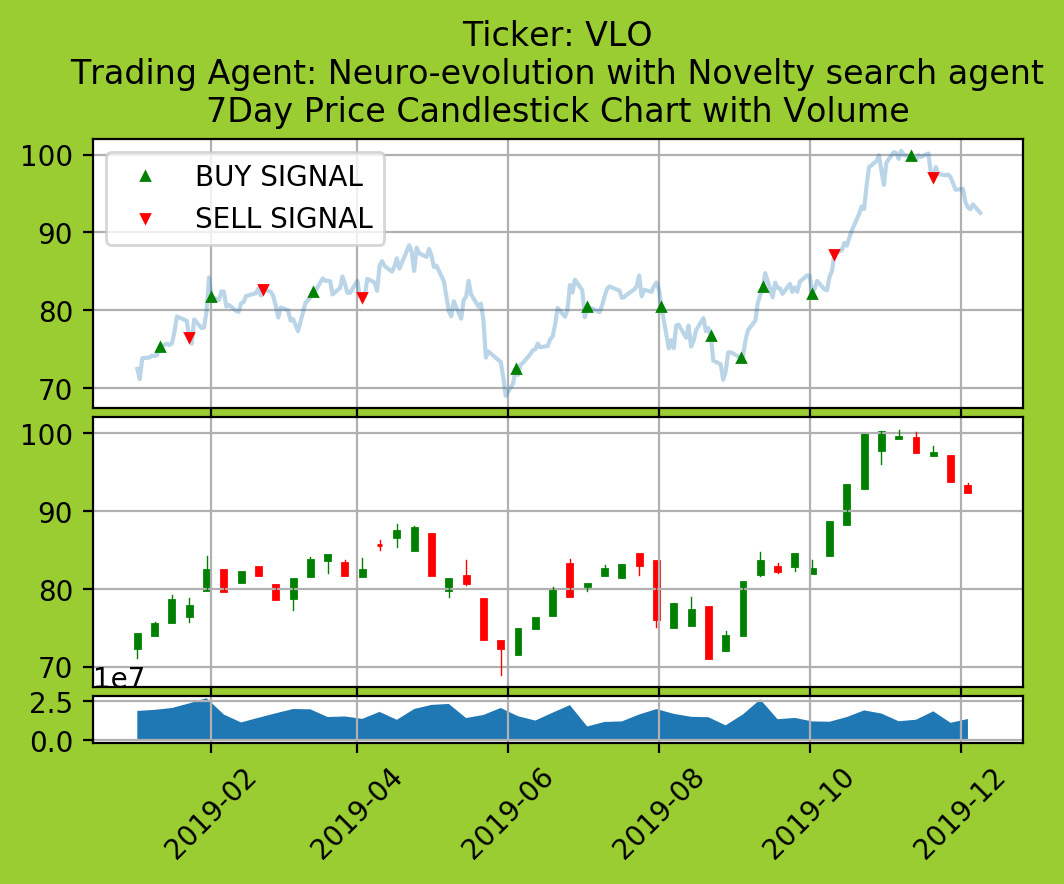 Ticker: VLO
Trading Agent: Neuro-evolution with Novelty search agent
7Day Price Candlestick Chart with Volume
100
90
80
70
BUY SIGNAL
SELL SIGNAL
100
90
80
70
1e7
2.5
0.0
2019-02
2019-04
2019-06
2019-08
2019-10
2019-12